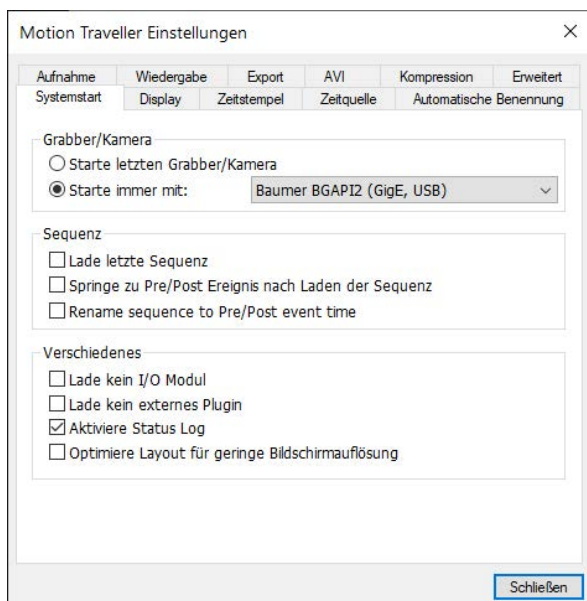 Motion Traveller Einstellungen
Aufnahme Wiedergabe Export AVI Kompression Erweitert
Systemstart Display Zeitstempel Zeitquelle Automatische Benennung
Grabber/Kamera
Starte letzten Grabber/Kamera
Starte immer mit: Baumer BGAPI2 (GigE, USB)
Sequenz
Lade letzte Sequenz
Springe zu Pre/Post Ereignis nach Laden der Sequenz
Rename sequence to Pre/Post event time
Verschiedenes
Lade kein I/O Modul
Lade kein externes Plugin
Aktiviere Status Log
Optimiere Layout für geringe Bildschirmauflösung
Schließen